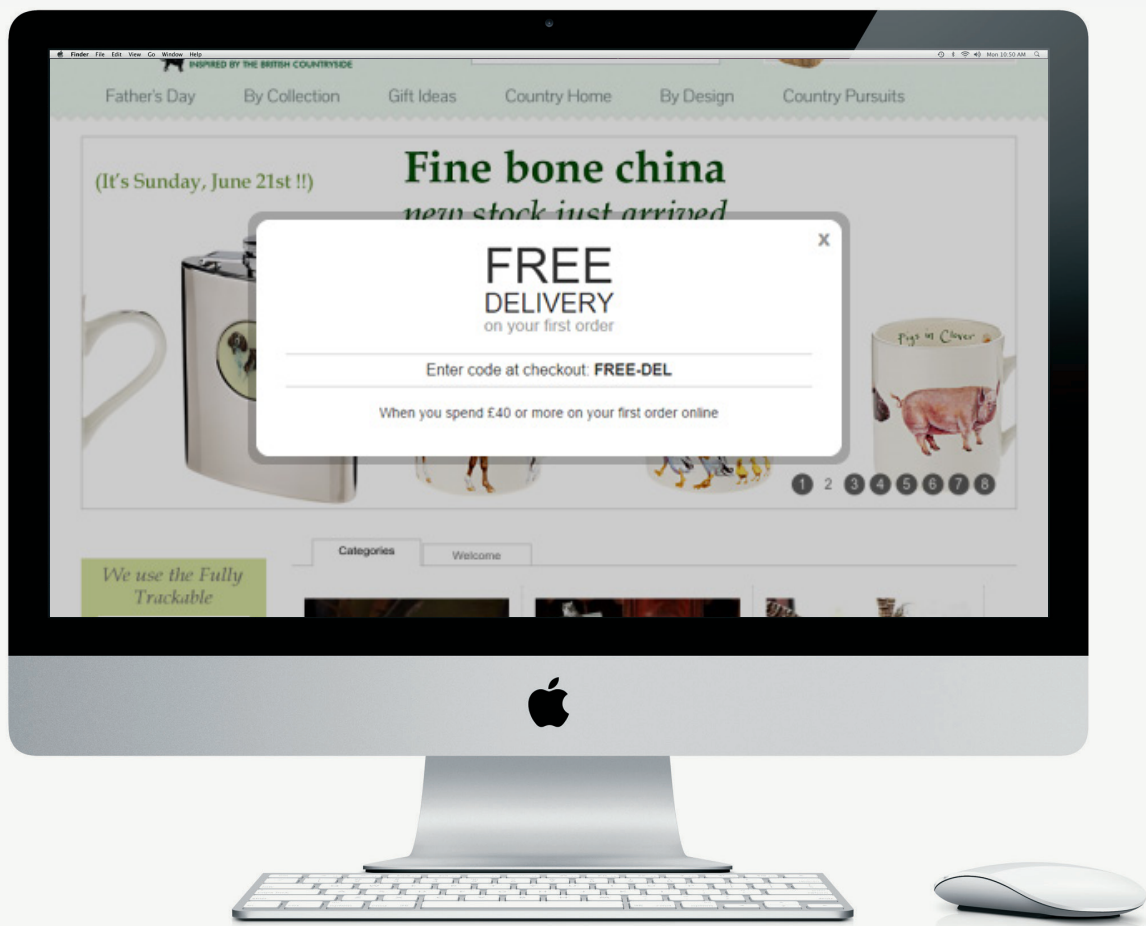 Finder File Edit View Go Window Help
Mon 10:50 AM
INSPIRED BY THE BRITISH COUNTRYSIDE
Father's Day By Collection Gift Ideas Country Home By Design Country Pursuits
(It's Sunday, June 21st !!)
Fine bone china
new stock just arrived
X
FREE
DELIVERY
on your first order
Enter code at checkout: FREE-DEL
When you spend £40 or more on your first order online
Pigs in Clover
1 2 3 4 5 6 7 8
Categories Welcome
We use the Fully
Trackable